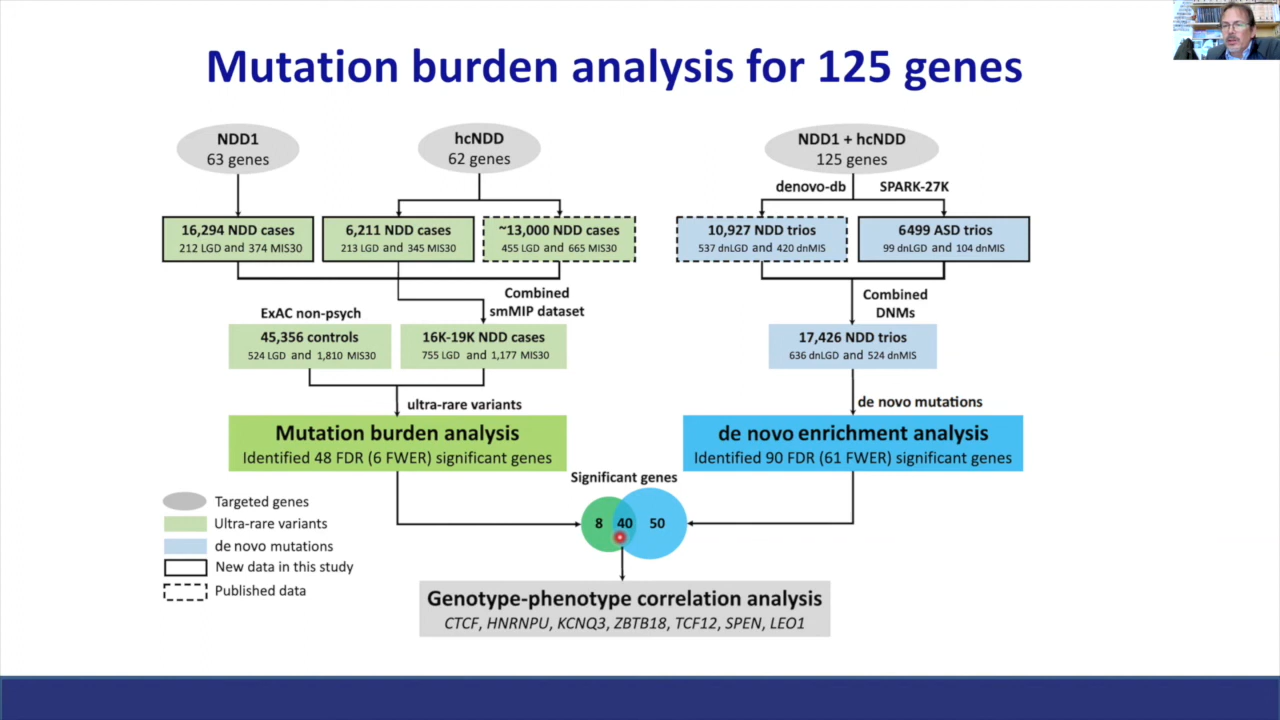 Mutation burden analysis for 125 genes
NDD1
63 genes
hcNDD
62 genes
NDD1 + hcNDD
125 genes
denovo-db
SPARK-27K
16,294 NDD cases
212 LGD and 374 MIS30
6,211 NDD cases
213 LGD and 345 MIS30
~13,000 NDD cases
455 LGD and 665 MIS30
10,927 NDD trios
537 dnLGD and 420 dnMIS
6499 ASD trios
99 dnLGD and 104 dnMIS
Combined
smMIP dataset
Combined
DNMs
ExAC non-psych
45,356 controls
524 LGD and 1,810 MIS30
16K-19K NDD cases
755 LGD and 1,177 MIS30
17,426 NDD trios
636 dnLGD and 524 dnMIS
ultra-rare variants
de novo mutations
Mutation burden analysis
Identified 48 FDR (6 FWER) significant genes
de novo enrichment analysis
Identified 90 FDR (61 FWER) significant genes
Significant genes
8 40 50
Targeted genes
Ultra-rare variants
de novo mutations
New data in this study
Published data
Genotype-phenotype correlation analysis
CTCF, HNRNPU, KCNQ3, ZBTB18, TCF12, SPEN, LEO1